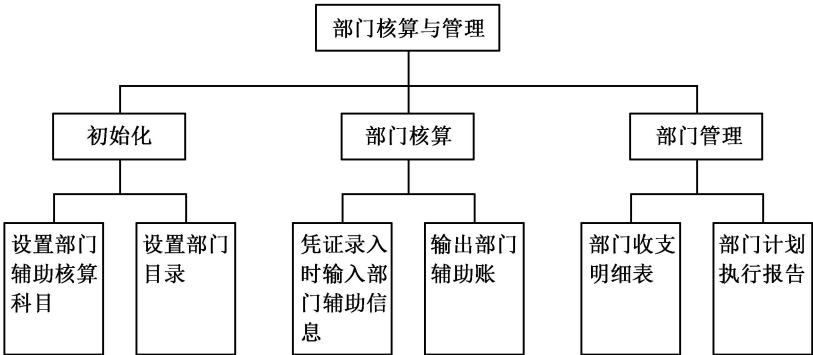 部门核算与管理
初始化
部门核算
部门管理
设置部门
辅助核算
科目
设置部门
目录
凭证录入
时输入部
门辅助信
息
输出部门
辅助账
部门收支
明细表
部门计划
执行报告